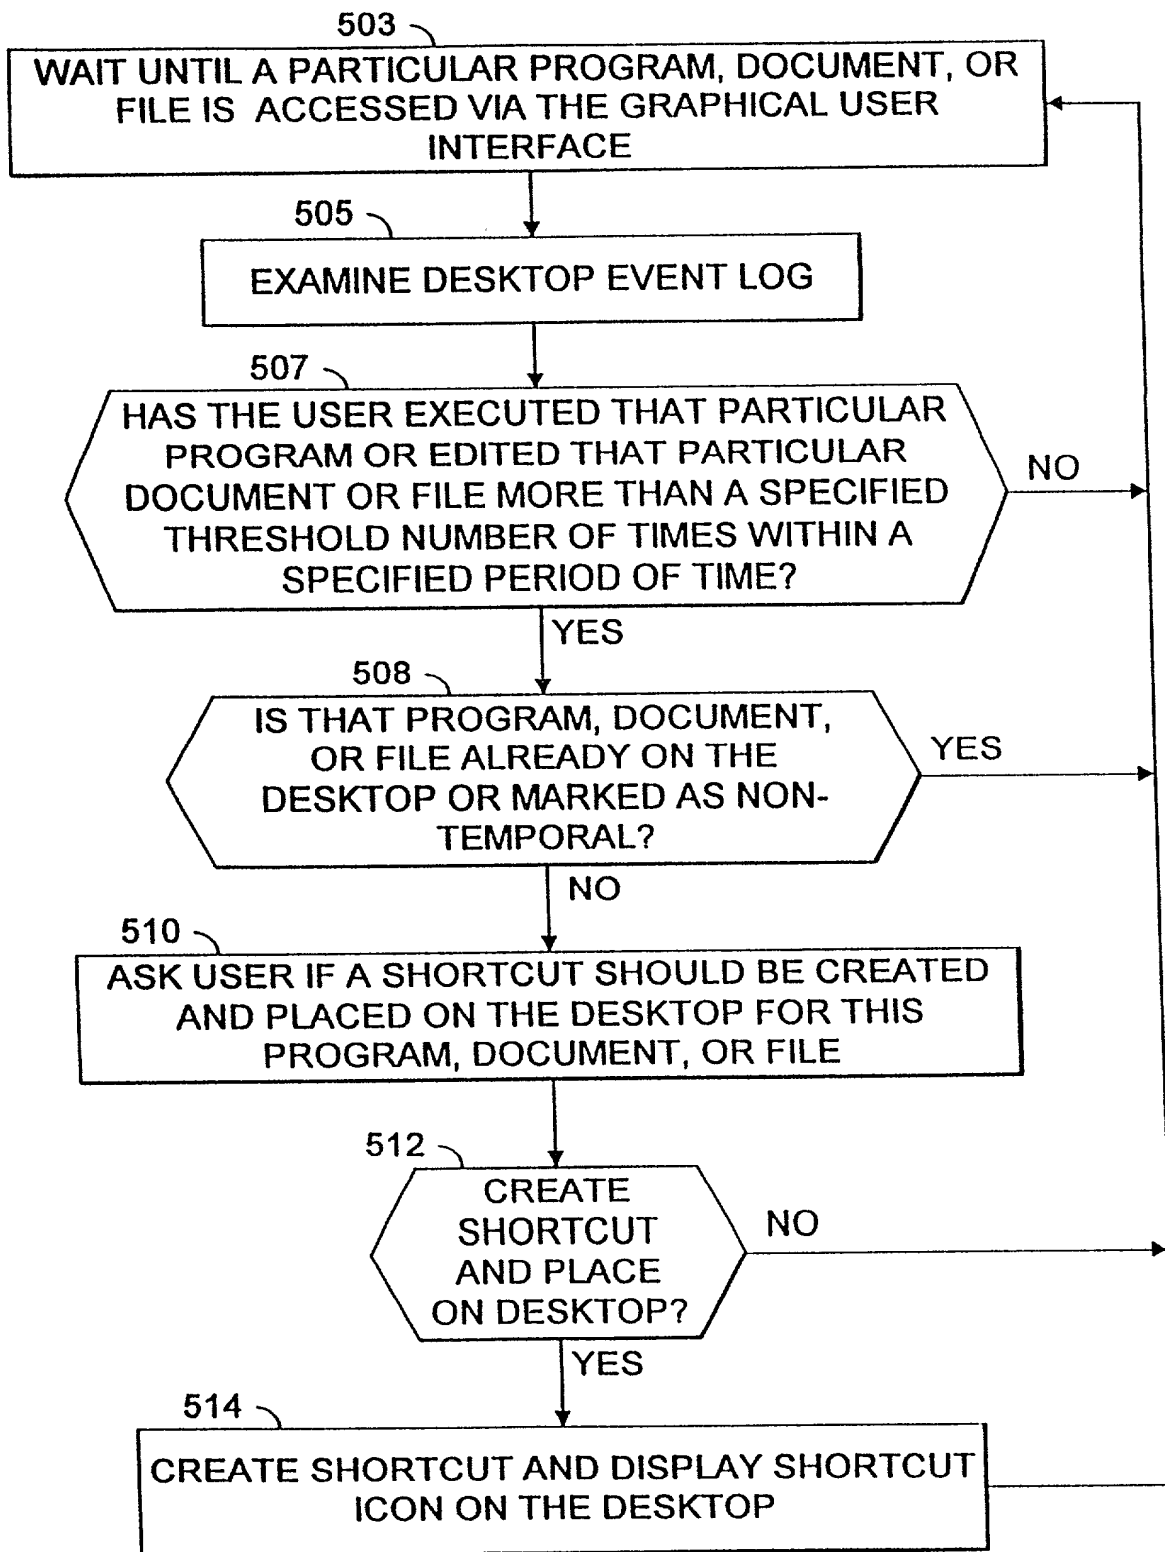 503
WAIT UNTIL A PARTICULAR PROGRAM, DOCUMENT, OR
FILE IS ACCESSED VIA THE GRAPHICAL USER
INTERFACE
505
EXAMINE DESKTOP EVENT LOG
507
HAS THE USER EXECUTED THAT PARTICULAR
PROGRAM OR EDITED THAT PARTICULAR
DOCUMENT OR FILE MORE THAN A SPECIFIED
THRESHOLD NUMBER OF TIMES WITHIN A
SPECIFIED PERIOD OF TIME?
NO
YES
508
IS THAT PROGRAM, DOCUMENT,
OR FILE ALREADY ON THE
DESKTOP OR MARKED AS NON-
TEMPORAL?
YES
NO
510
ASK USER IF A SHORTCUT SHOULD BE CREATED
AND PLACED ON THE DESKTOP FOR THIS
PROGRAM, DOCUMENT, OR FILE
512
CREATE
SHORTCUT
AND PLACE
ON DESKTOP?
NO
YES
514
CREATE SHORTCUT AND DISPLAY SHORTCUT
ICON ON THE DESKTOP